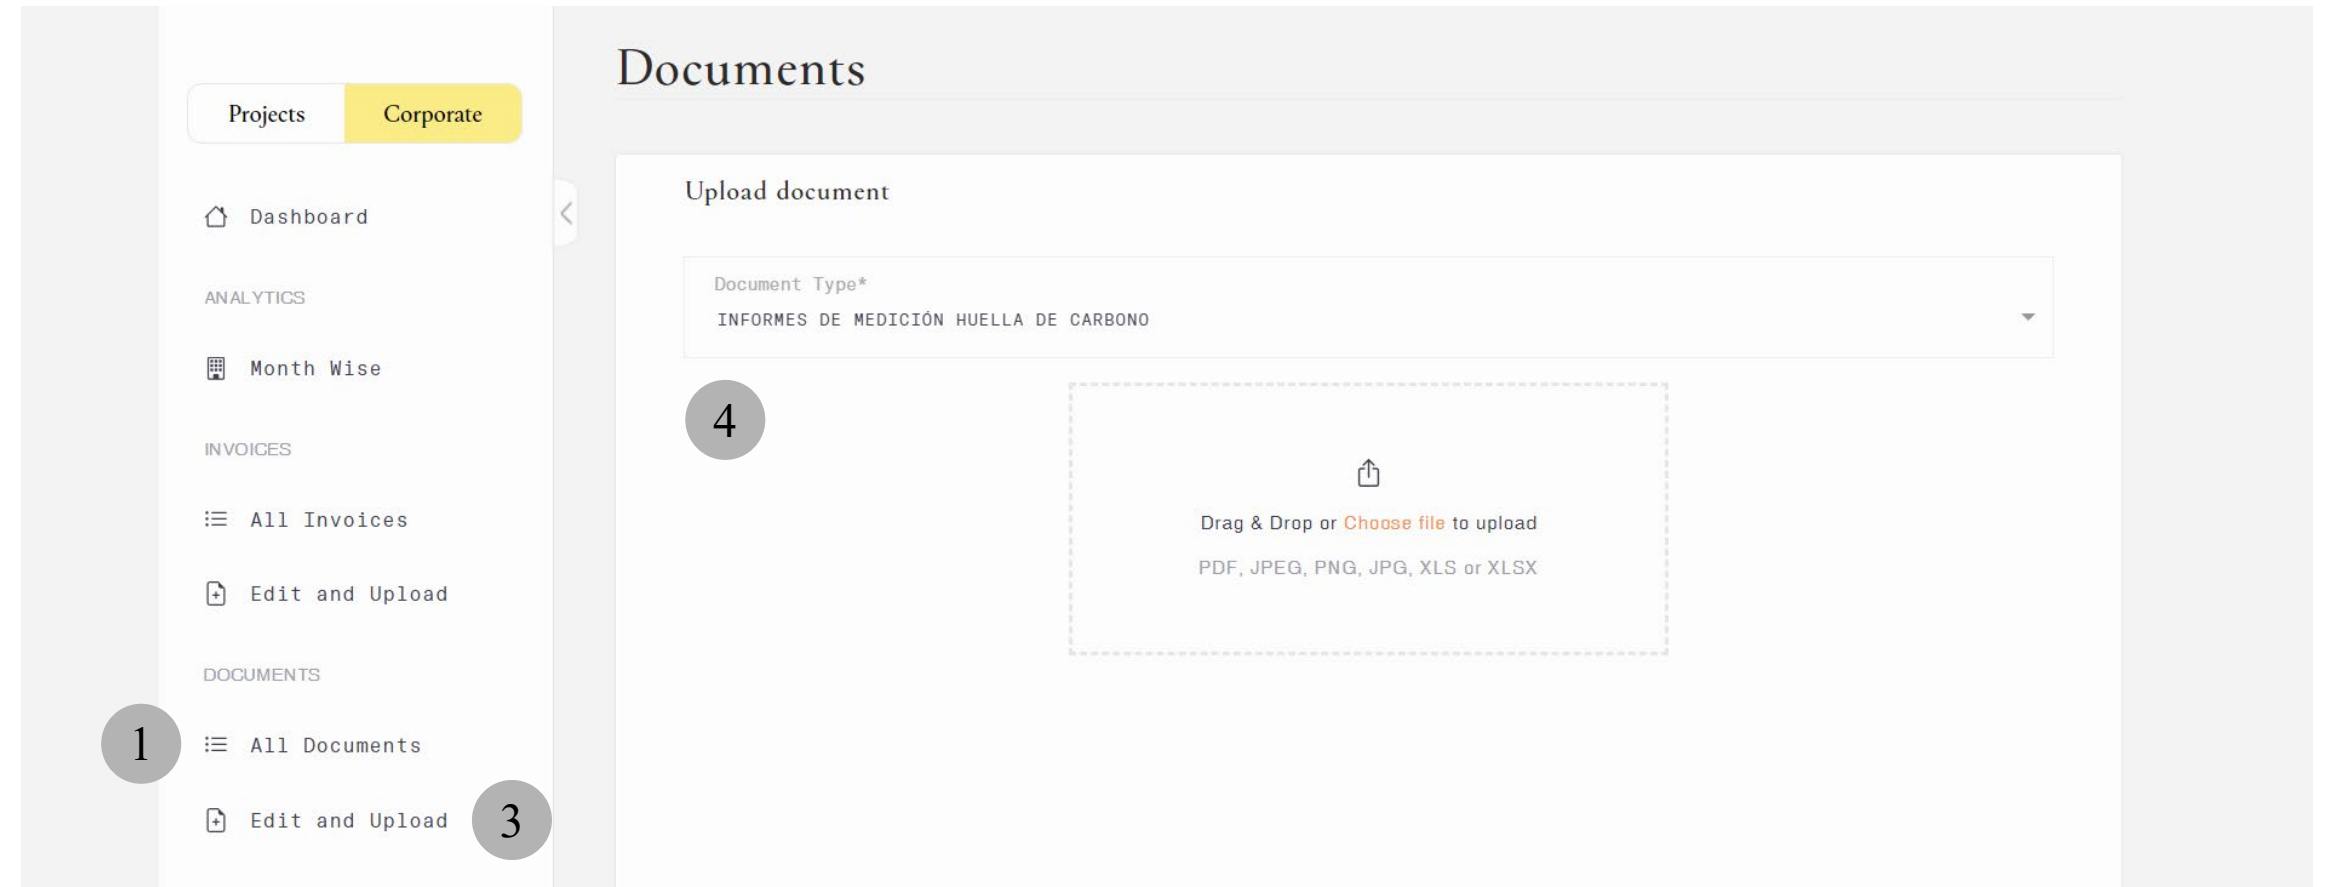 Projects
Corporate
Dashboard
ANALYTICS
Month Wise
INVOICES
All Invoices
Edit and Upload
DOCUMENTS
1
All Documents
Edit and Upload
3
Documents
Upload document
Document Type*
INFORMES DE MEDICIÓN HUELLA DE CARBONO
4
Drag & Drop or Choose file to upload
PDF, JPEG, PNG, JPG, XLS or XLSX